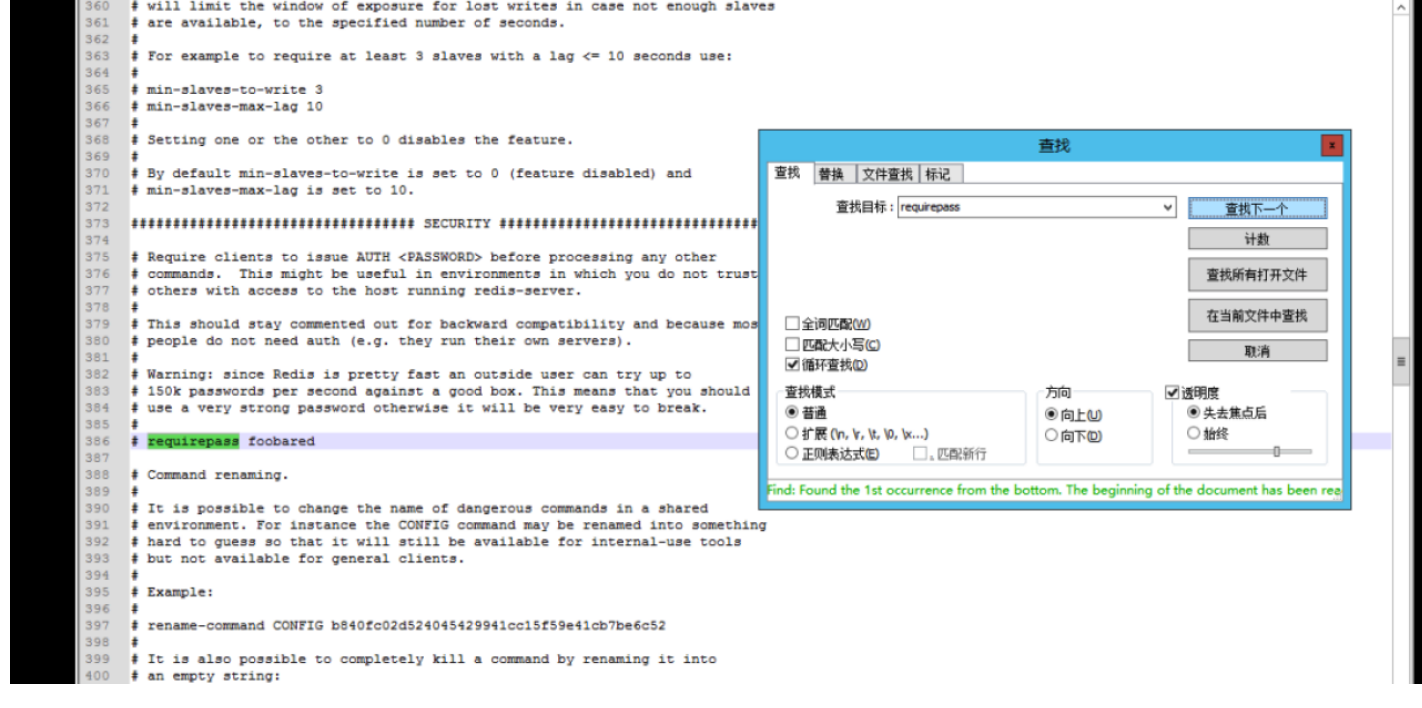 360 # will limit the window of exposure for lost writes in case not enough slaves
361 # are available, to the specified number of seconds.
362 #
363 # For example to require at least 3 slaves with a lag <= 10 seconds use:
364 #
365 # min-slaves-to-write 3
366 # min-slaves-max-lag 10
367 #
368 # Setting one or the other to 0 disables the feature.
369 #
370 # By default min-slaves-to-write is set to 0 (feature disabled) and
371 # min-slaves-max-lag is set to 10.
372
373 ################################## SECURITY ###############################
374
375 # Require clients to issue AUTH <PASSWORD> before processing any other
376 # commands.  This might be useful in environments in which you do not trust
377 # others with access to the host running redis-server.
378 #
379 # This should stay commented out for backward compatibility and because mos
380 # people do not need auth (e.g. they run their own servers).
381 #
382 # Warning: since Redis is pretty fast an outside user can try up to
383 # 150k passwords per second against a good box. This means that you should
384 # use a very strong password otherwise it will be very easy to break.
385 #
386 # requirepass foobared
387
388 # Command renaming.
389 #
390 # It is possible to change the name of dangerous commands in a shared
391 # environment. For instance the CONFIG command may be renamed into something
392 # hard to guess so that it will still be available for internal-use tools
393 # but not available for general clients.
394 #
395 # Example:
396 #
397 # rename-command CONFIG b840fc02d524045429941cc15f59e41cb7be6c52
398 #
399 # It is also possible to completely kill a command by renaming it into
400 # an empty string:
查找
x
查找 替换 文件查找 标记
查找目标: requirepass
查找下一个
计数
查找所有打开文件
在当前文件中查找
取消
全词匹配(W)
匹配大小写(C)
循环查找(D)
查找模式
普通
扩展 (\n, \r, \t, \0, \x...)
正则表达式(E)
. 匹配新行
方向
向上(U)
向下(D)
透明度
失去焦点后
始终
Find: Found the 1st occurrence from the bottom. The beginning of the document has been rea